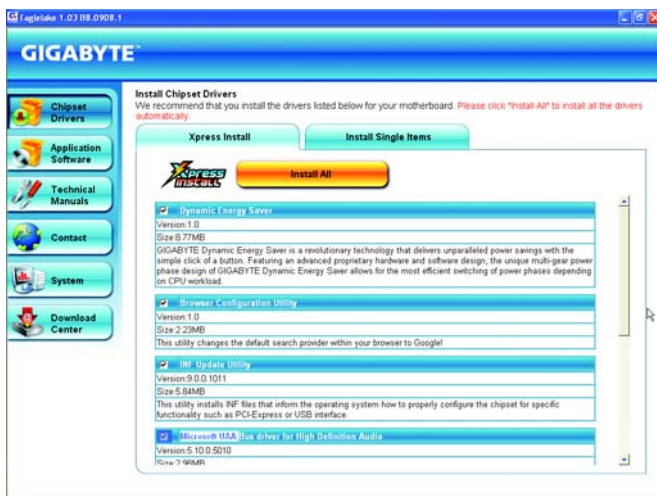 Eaglelake 1.03 B8.0908.1
GIGABYTE™
Chipset
Drivers
Application
Software
Technical
Manuals
Contact
System
Download
Center
Install Chipset Drivers
We recommend that you install the drivers listed below for your motherboard. Please click "Install All" to install all the drivers
automatically.
Xpress Install
Install Single Items
Xpress
Install
Install All
Dynamic Energy Saver
Version:1.0
Size:8.77MB
GIGABYTE Dynamic Energy Saver is a revolutionary technology that delivers unparalleled power savings with the
simple click of a button. Featuring an advanced proprietary hardware and software design, the unique multi-gear power
phase design of GIGABYTE Dynamic Energy Saver allows for the most efficient switching of power phases depending
on CPU workload.
Browser Configuration Utility
Version:1.0
Size:2.23MB
This utility changes the default search provider within your browser to Google!
INF Update Utility
Version:9.0.0.1011
Size:5.84MB
This utility installs INF files that inform the operating system how to properly configure the chipset for specific
functionality such as PCI-Express or USB interface.
Microsoft UAA Bus driver for High Definition Audio
Version:5.10.0.5010
Size:2.98MB